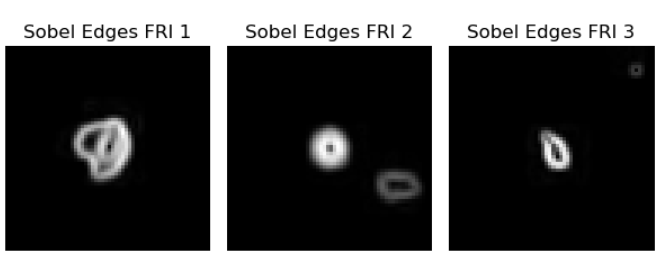 Sobel Edges FRI 1
Sobel Edges FRI 2
Sobel Edges FRI 3